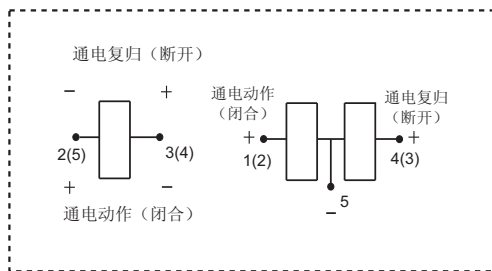 通电复归（断开）
－ ＋
2(5) 3(4)
＋ －
通电动作（闭合）
通电动作
（闭合）
＋
1(2)
通电复归
（断开）
＋
4(3)
5
－